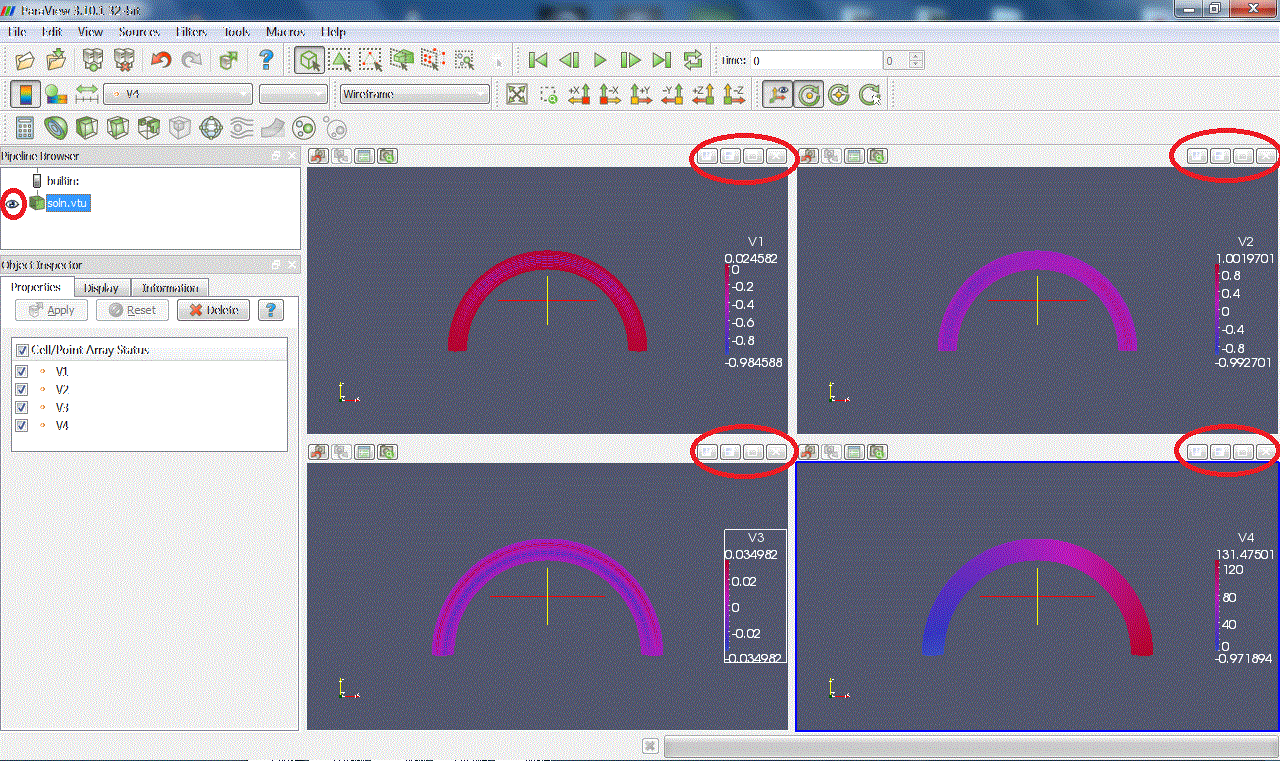 ParaView 3.10.1 32-bit
File Edit View Sources Filters Tools Macros Help
Time: 0 0
V4 Wireframe
+X -X +Y -Y +Z -Z
Pipeline Browser
builtin:
soln.vtu
Object Inspector
Properties Display Information
Apply Reset Delete ?
Cell/Point Array Status
V1
V2
V3
V4
V1
0.024582
0
-0.2
-0.4
-0.6
-0.8
-0.984588
V2
1.0019701
0.8
0.4
0
-0.4
-0.8
-0.992701
V3
0.034982
0.02
0
-0.02
-0.034982
V4
131.47501
120
80
40
0
-0.971894